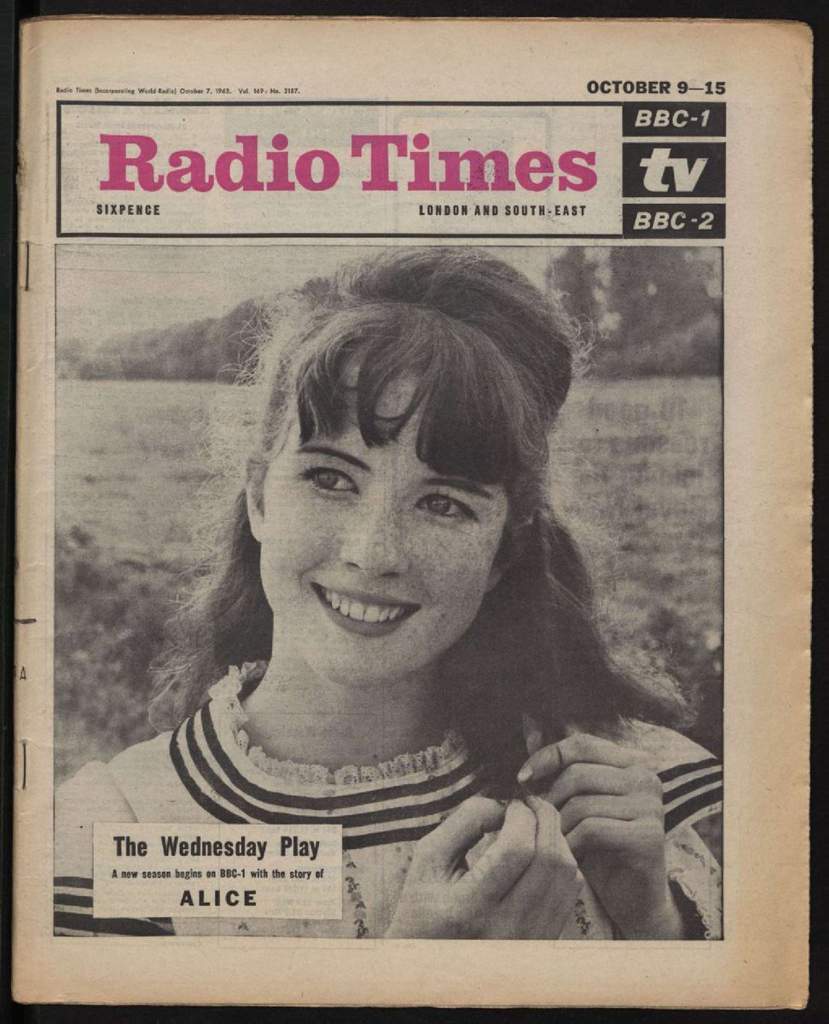 Radio Times (Incorporating World-Radio) October 7, 1965. Vol. 169: No. 2187.
OCTOBER 9—15
Radio Times
SIXPENCE
LONDON AND SOUTH-EAST
BBC-1
tv
BBC-2
The Wednesday Play
A new season begins on BBC-1 with the story of
ALICE